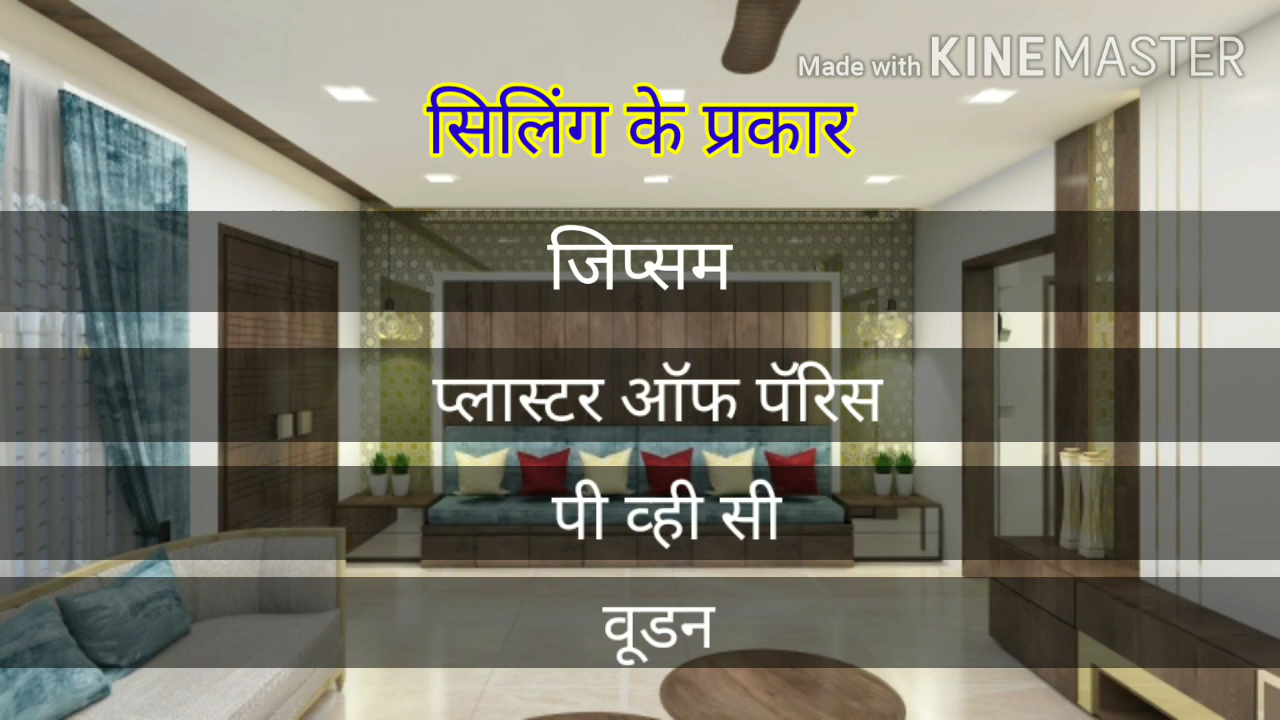 Made with KINEMASTER
सिलिंग के प्रकार
जिप्सम
प्लास्टर ऑफ पॅरिस
पी व्ही सी
वूडन